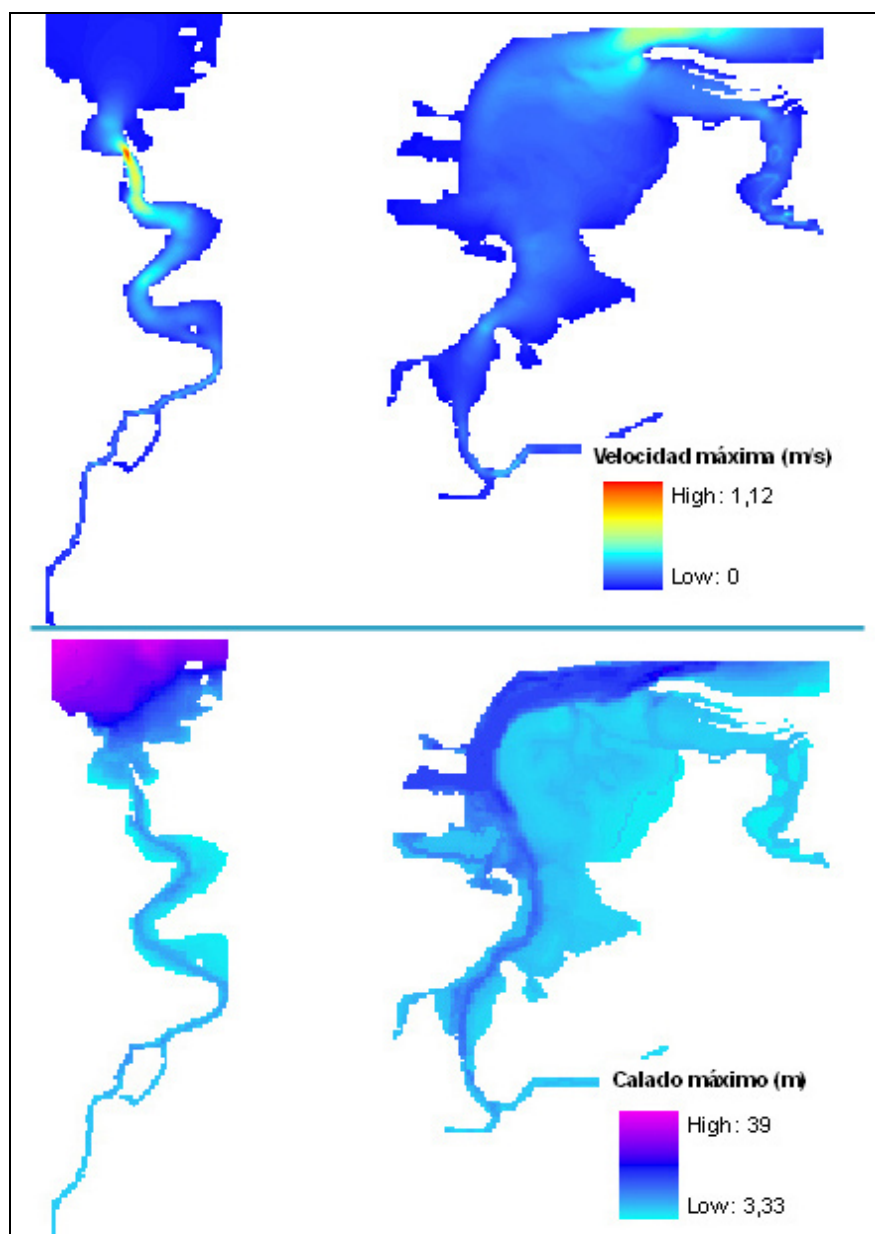 Velocidad máxima (m/s)
High: 1,12
Low: 0
Calado máximo (m)
High: 39
Low: 3,33